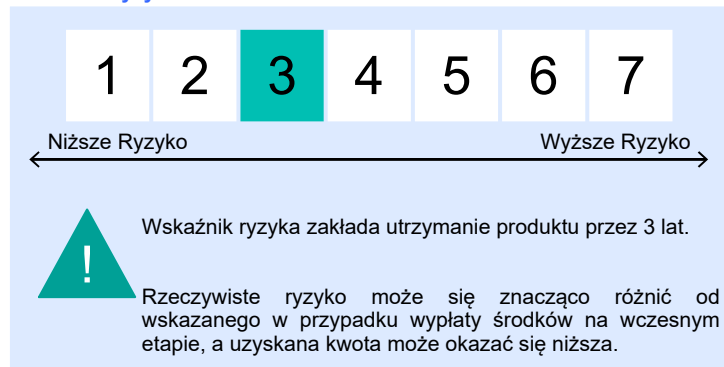 1 2 3 4 5 6 7
Niższe Ryzyko Wyższe Ryzyko
!
Wskaźnik ryzyka zakłada utrzymanie produktu przez 3 lat.
Rzeczywiste ryzyko może się znacząco różnić od
wskazanego w przypadku wypłaty środków na wczesnym
etapie, a uzyskana kwota może okazać się niższa.